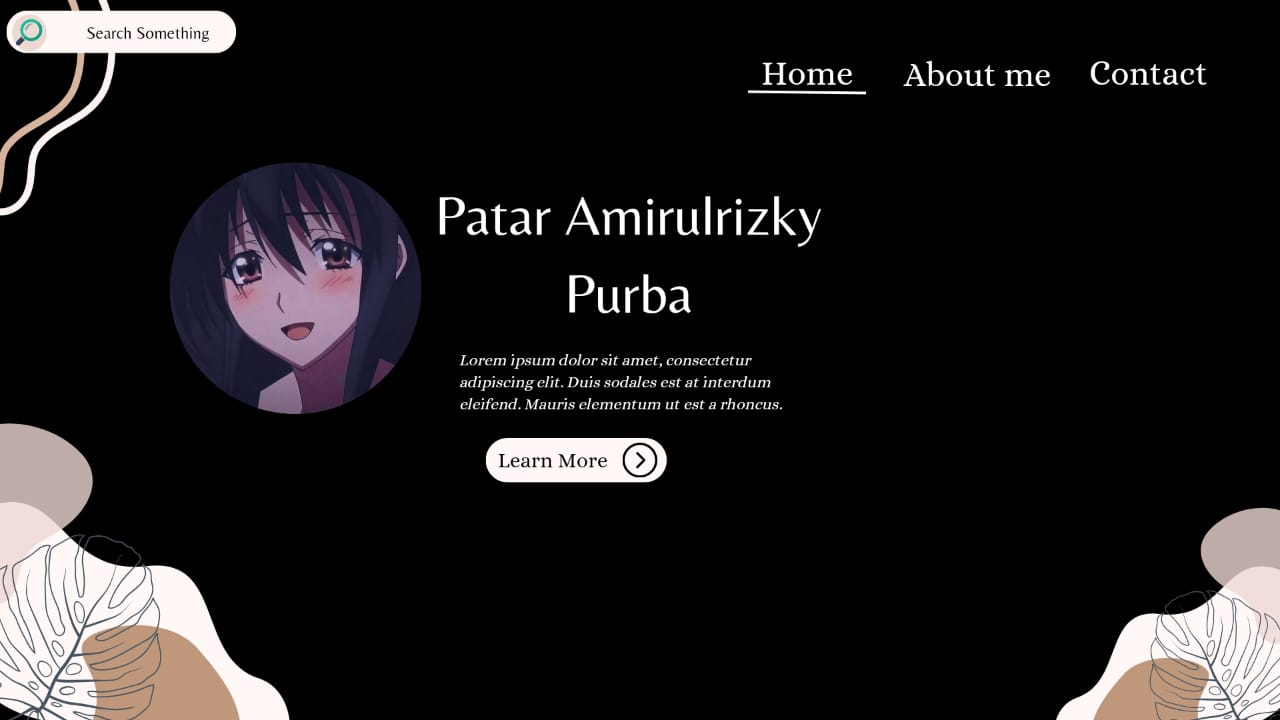 Search Something
Home
About me
Contact
Patar Amirulrizky
Purba
Lorem ipsum dolor sit amet, consectetur
adipiscing elit. Duis sodales est at interdum
eleifend. Mauris elementum ut est a rhoncus.
Learn More